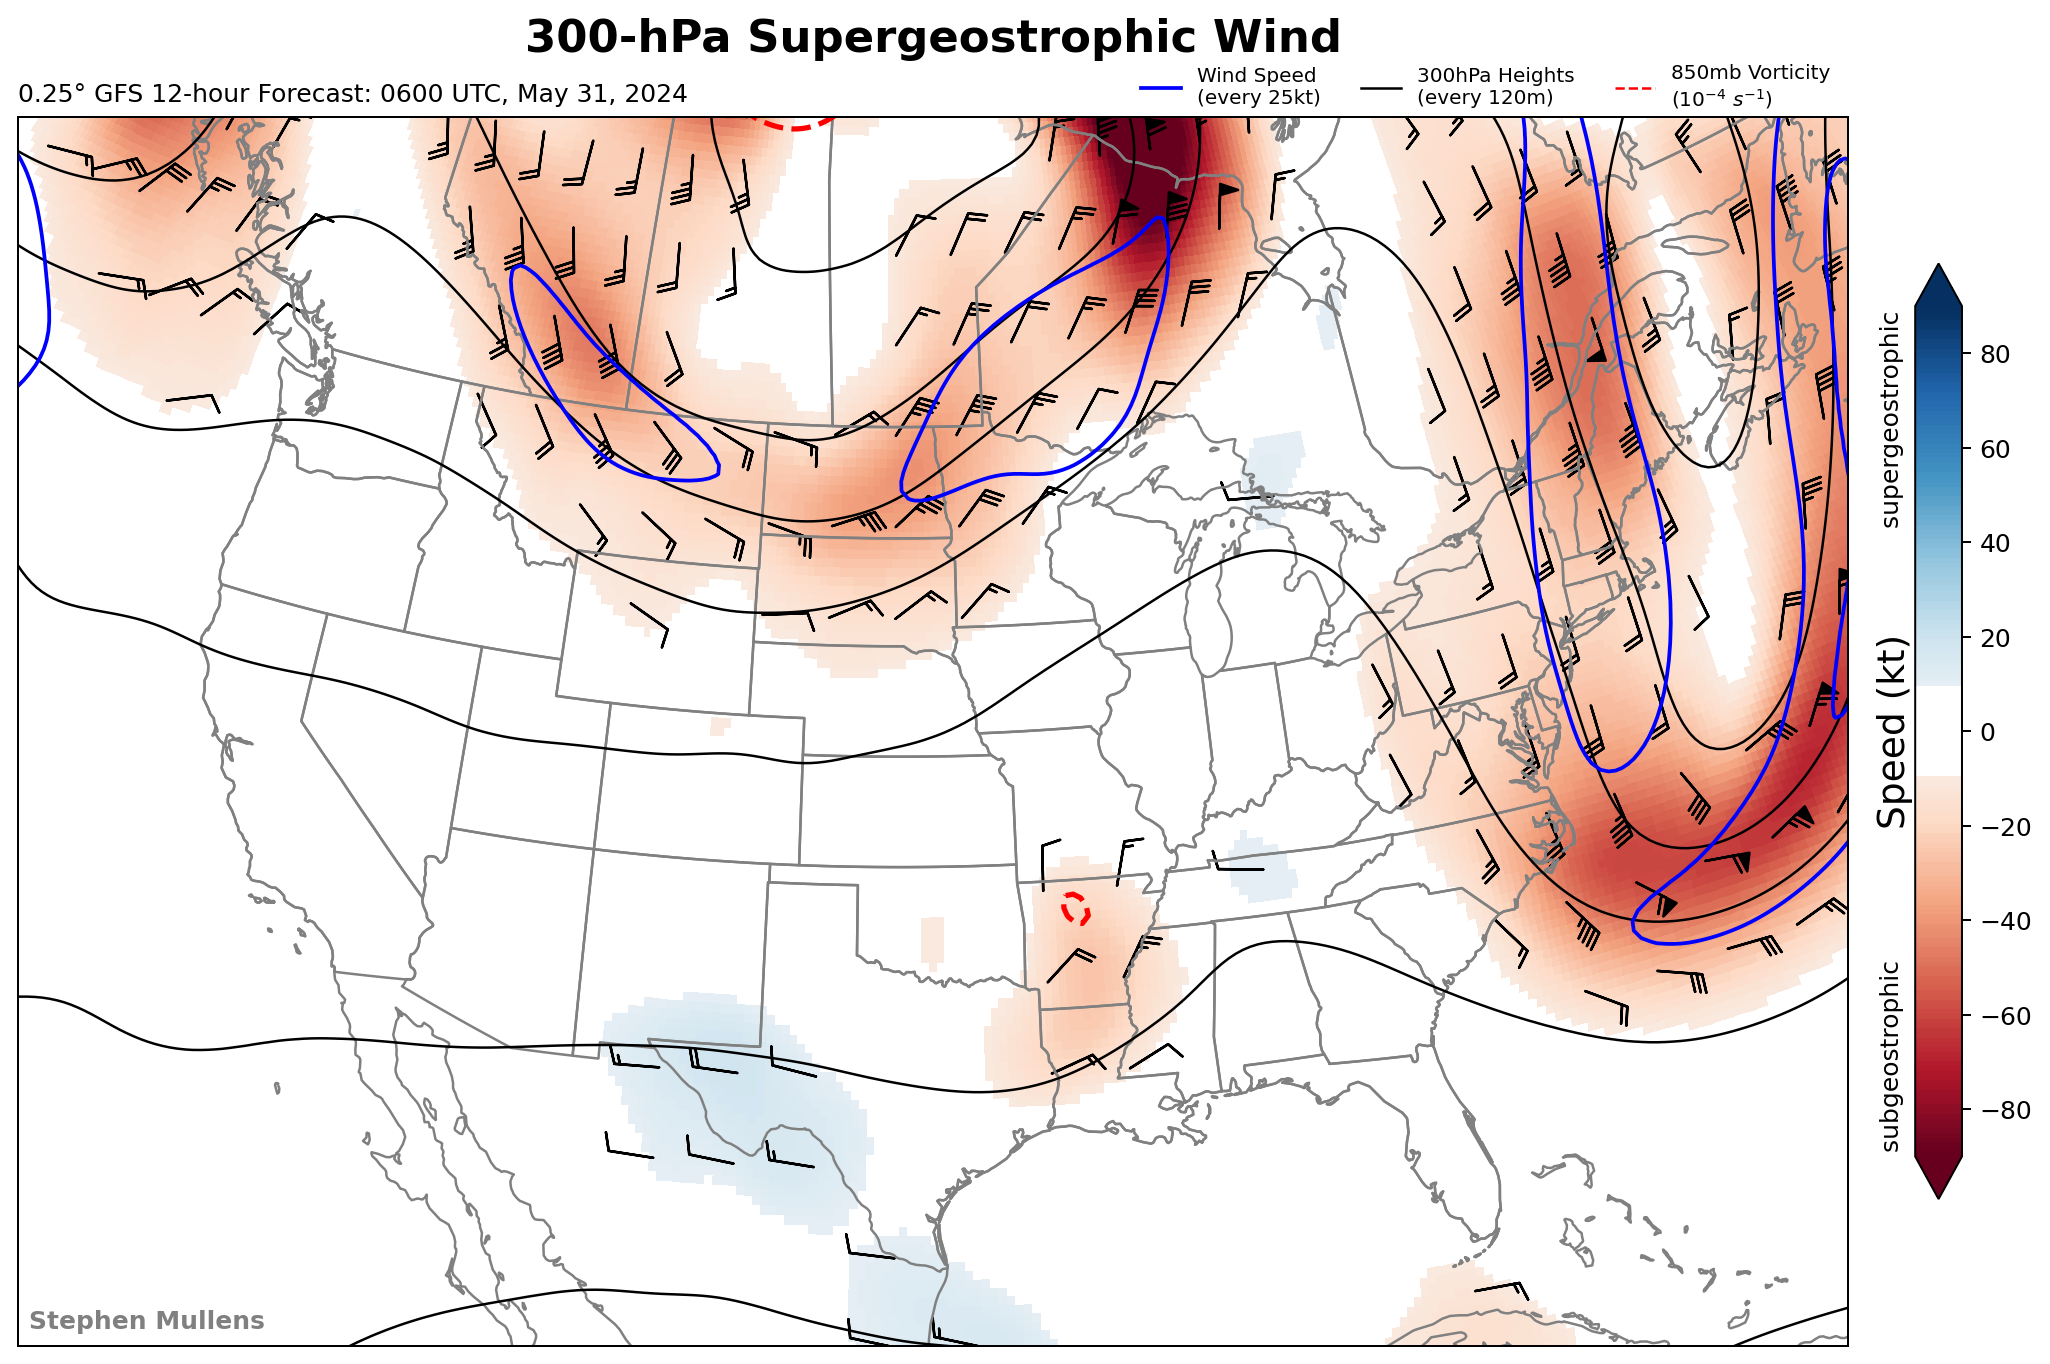 300-hPa Supergeostrophic Wind
0.25° GFS 12-hour Forecast: 0600 UTC, May 31, 2024
Wind Speed
(every 25kt)
300hPa Heights
(every 120m)
850mb Vorticity
(10⁻⁴ s⁻¹)
supergeostrophic
Speed (kt)
subgeostrophic
80
60
40
20
0
−20
−40
−60
−80
Stephen Mullens